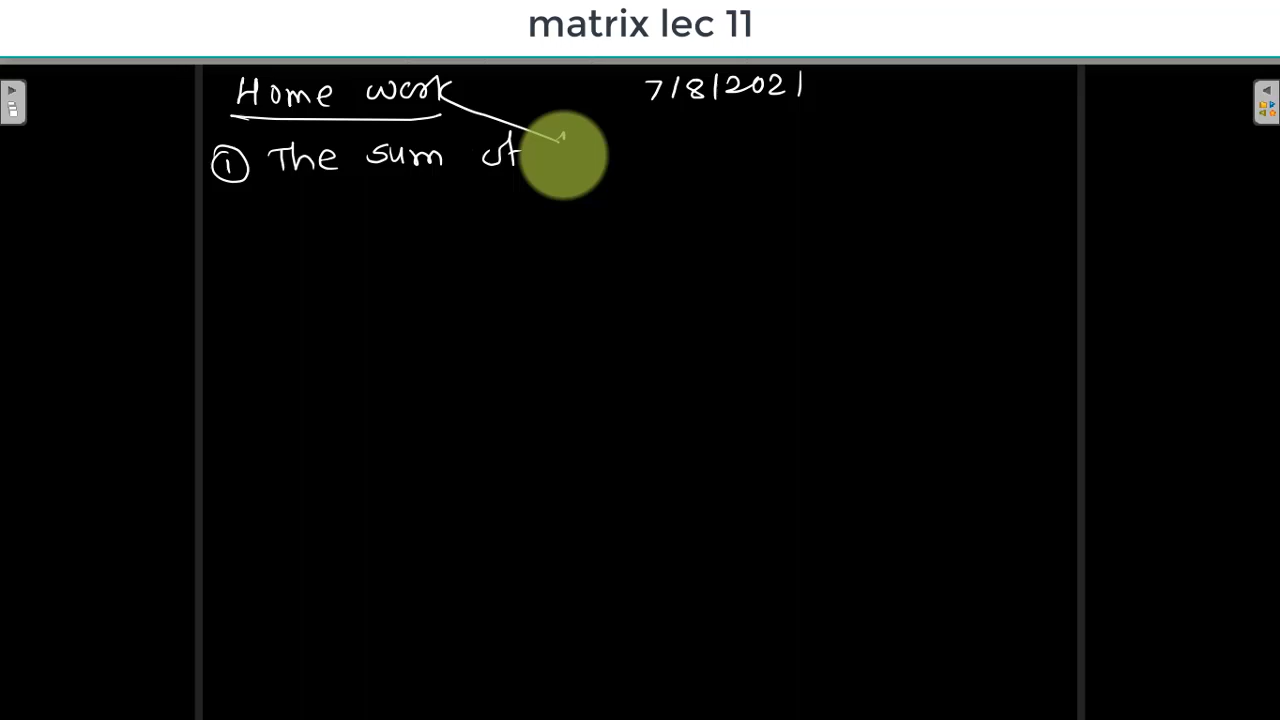 matrix lec 11
Home work 7/8/2021
① The sum of